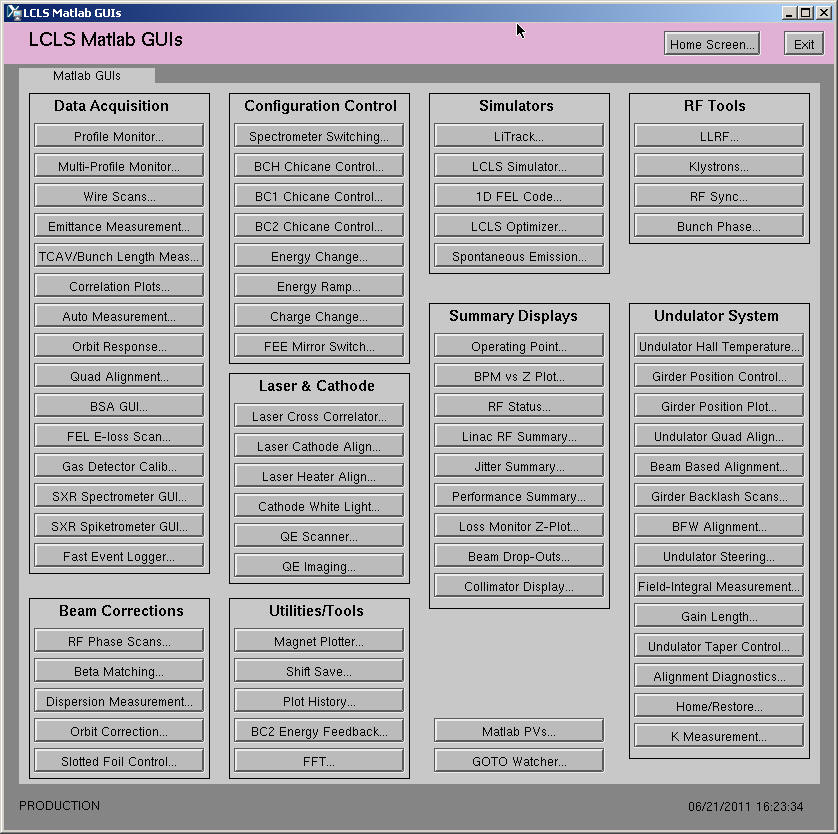 LCLS Matlab GUIs
LCLS Matlab GUIs
Home Screen...
Exit
Matlab GUIs
Data Acquisition
Profile Monitor...
Multi-Profile Monitor...
Wire Scans...
Emittance Measurement...
TCAV/Bunch Length Meas...
Correlation Plots...
Auto Measurement...
Orbit Response...
Quad Alignment...
BSA GUI...
FEL E-loss Scan...
Gas Detector Calib...
SXR Spectrometer GUI...
SXR Spiketrometer GUI...
Fast Event Logger...
Beam Corrections
RF Phase Scans...
Beta Matching...
Dispersion Measurement...
Orbit Correction...
Slotted Foil Control...
Configuration Control
Spectrometer Switching...
BCH Chicane Control...
BC1 Chicane Control...
BC2 Chicane Control...
Energy Change...
Energy Ramp...
Charge Change...
FEE Mirror Switch...
Laser & Cathode
Laser Cross Correlator...
Laser Cathode Align...
Laser Heater Align...
Cathode White Light...
QE Scanner...
QE Imaging...
Utilities/Tools
Magnet Plotter...
Shift Save...
Plot History...
BC2 Energy Feedback...
FFT...
Simulators
LiTrack...
LCLS Simulator...
1D FEL Code...
LCLS Optimizer...
Spontaneous Emission...
Summary Displays
Operating Point...
BPM vs Z Plot...
RF Status...
Linac RF Summary...
Jitter Summary...
Performance Summary...
Loss Monitor Z-Plot...
Beam Drop-Outs...
Collimator Display...
Matlab PVs...
GOTO Watcher...
RF Tools
LLRF...
Klystrons...
RF Sync...
Bunch Phase...
Undulator System
Undulator Hall Temperature...
Girder Position Control...
Girder Position Plot...
Undulator Quad Align...
Beam Based Alignment...
Girder Backlash Scans...
BFW Alignment...
Undulator Steering...
Field-Integral Measurement...
Gain Length...
Undulator Taper Control...
Alignment Diagnostics...
Home/Restore...
K Measurement...
PRODUCTION
06/21/2011 16:23:34